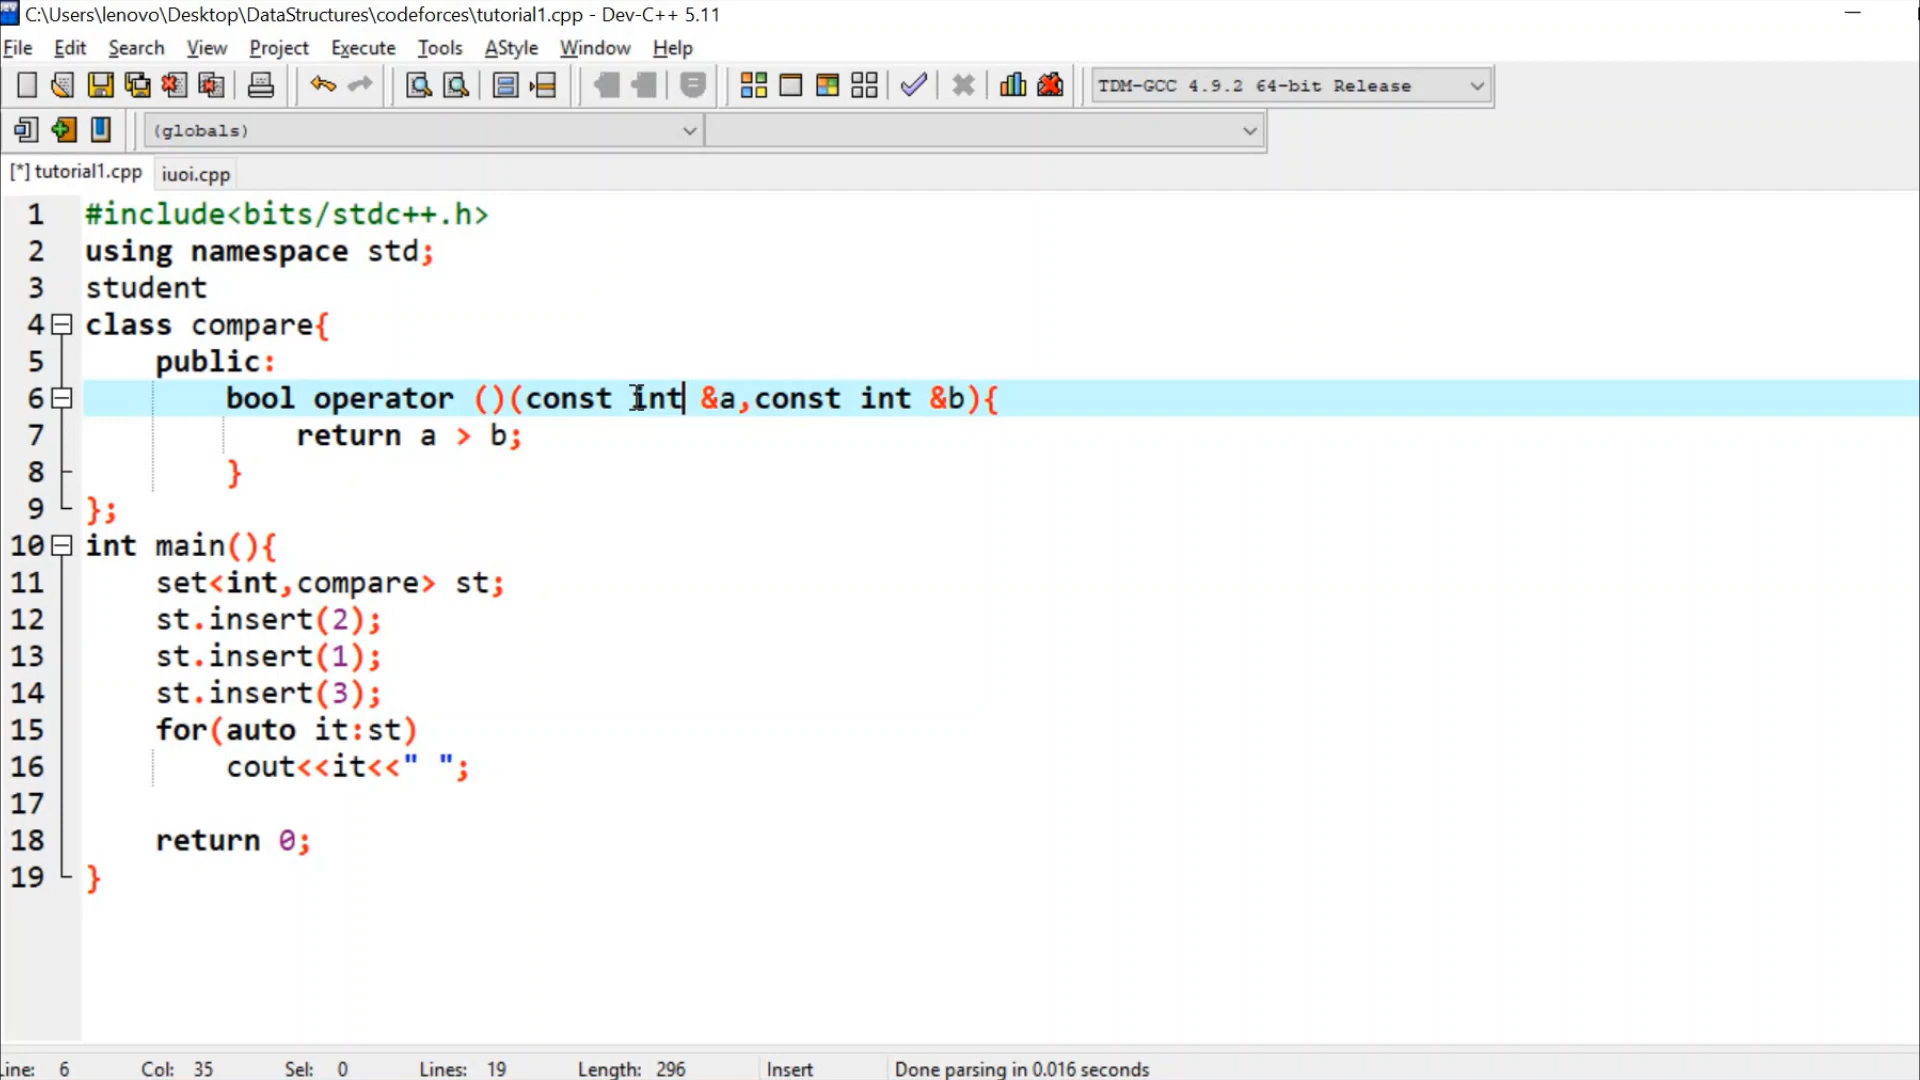 C:\Users\lenovo\Desktop\DataStructures\codeforces\tutorial1.cpp - Dev-C++ 5.11
File Edit Search View Project Execute Tools AStyle Window Help
TDM-GCC 4.9.2 64-bit Release
(globals)
[*] tutorial1.cpp iuoi.cpp
1 #include<bits/stdc++.h>
2 using namespace std;
3 student
4 class compare{
5 public:
6 bool operator ()(const int &a,const int &b){
7 return a > b;
8 }
9 };
10 int main(){
11 set<int,compare> st;
12 st.insert(2);
13 st.insert(1);
14 st.insert(3);
15 for(auto it:st)
16 cout<<it<<" ";
17
18 return 0;
19 }
Line: 6 Col: 35 Sel: 0 Lines: 19 Length: 296 Insert Done parsing in 0.016 seconds